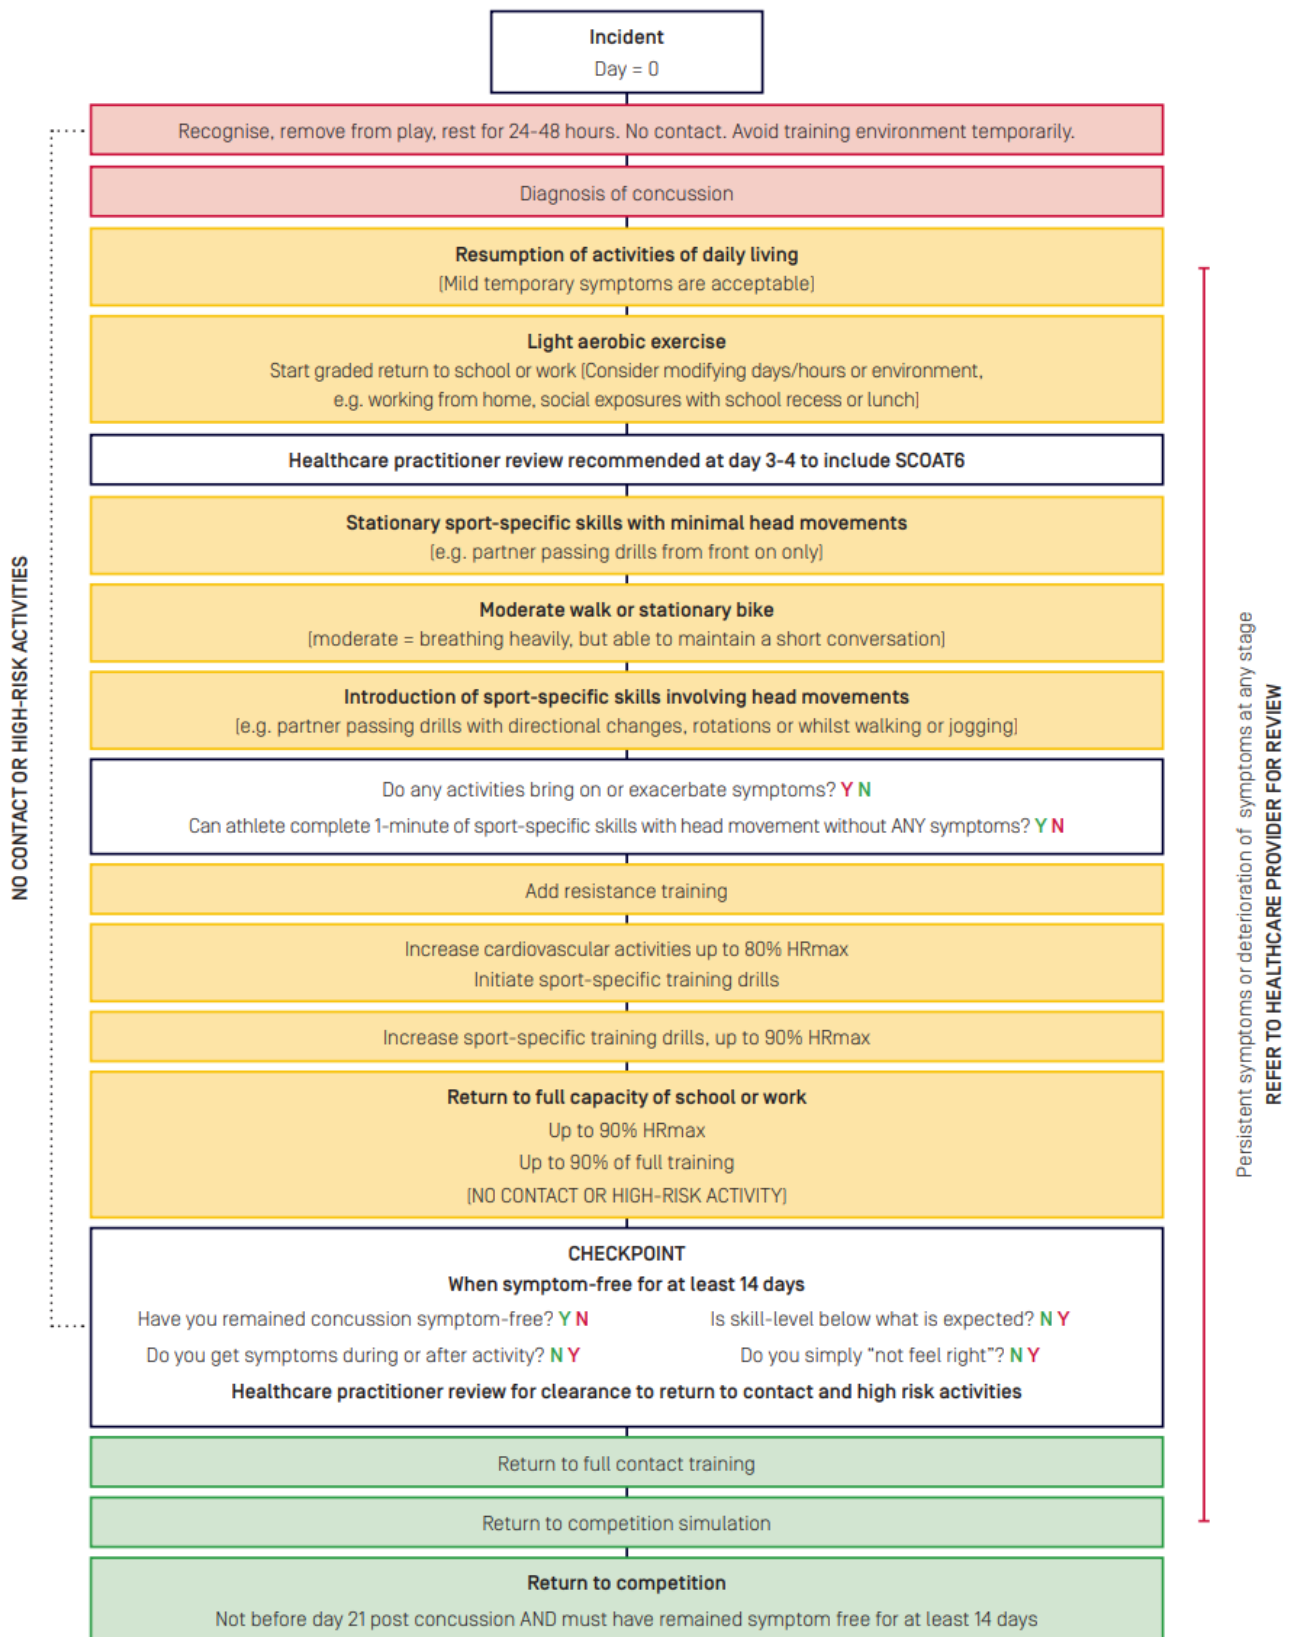 Incident
Day = 0
Recognise, remove from play, rest for 24-48 hours. No contact. Avoid training environment temporarily.
Diagnosis of concussion
Resumption of activities of daily living
(Mild temporary symptoms are acceptable)
Light aerobic exercise
Start graded return to school or work (Consider modifying days/hours or environment,
e.g. working from home, social exposures with school recess or lunch)
Healthcare practitioner review recommended at day 3-4 to include SCOAT6
Stationary sport-specific skills with minimal head movements
(e.g. partner passing drills from front on only)
Moderate walk or stationary bike
(moderate = breathing heavily, but able to maintain a short conversation)
Introduction of sport-specific skills involving head movements
(e.g. partner passing drills with directional changes, rotations or whilst walking or jogging)
Do any activities bring on or exacerbate symptoms? Y N
Can athlete complete 1-minute of sport-specific skills with head movement without ANY symptoms? Y N
Add resistance training
Increase cardiovascular activities up to 80% HRmax
Initiate sport-specific training drills
Increase sport-specific training drills, up to 90% HRmax
Return to full capacity of school or work
Up to 90% HRmax
Up to 90% of full training
(NO CONTACT OR HIGH-RISK ACTIVITY)
CHECKPOINT
When symptom-free for at least 14 days
Have you remained concussion symptom-free? Y N
Is skill-level below what is expected? N Y
Do you get symptoms during or after activity? N Y
Do you simply "not feel right"? N Y
Healthcare practitioner review for clearance to return to contact and high risk activities
Return to full contact training
Return to competition simulation
Return to competition
Not before day 21 post concussion AND must have remained symptom free for at least 14 days
NO CONTACT OR HIGH-RISK ACTIVITIES
Persistent symptoms or deterioration of symptoms at any stage
REFER TO HEALTHCARE PROVIDER FOR REVIEW